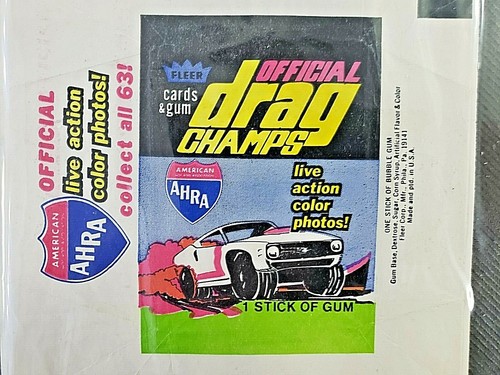 OFFICIAL
live action
color photos!
collect all 63!
AMERICAN
AHRA
FLEER
cards
& gum
OFFICIAL
drag
CHAMPS
AMERICAN
AHRA
live
action
color
photos!
1 STICK OF GUM
ONE STICK OF BUBBLE GUM
Gum Base, Dextrose, Sugar, Corn Syrup, Artificial Flavor & Color
Fleer Corp., Mfr., Phila., Pa. 19141
Made and ptd. in U.S.A.